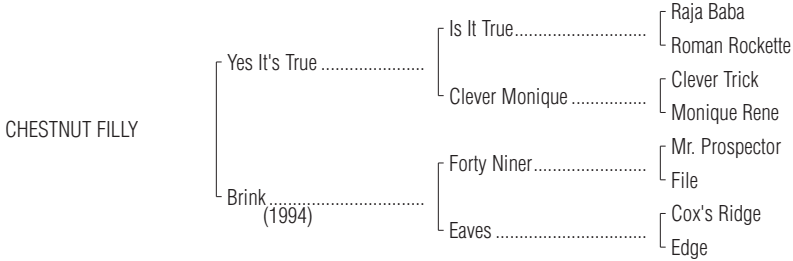 Raja Baba
Is It True..............................
Roman Rockette
Yes It's True .......................
Clever Trick
Clever Monique .................
Monique Rene
CHESTNUT FILLY
Mr. Prospector
Forty Niner.........................
File
Brink..................................
(1994)
Cox's Ridge
Eaves .................................
Edge